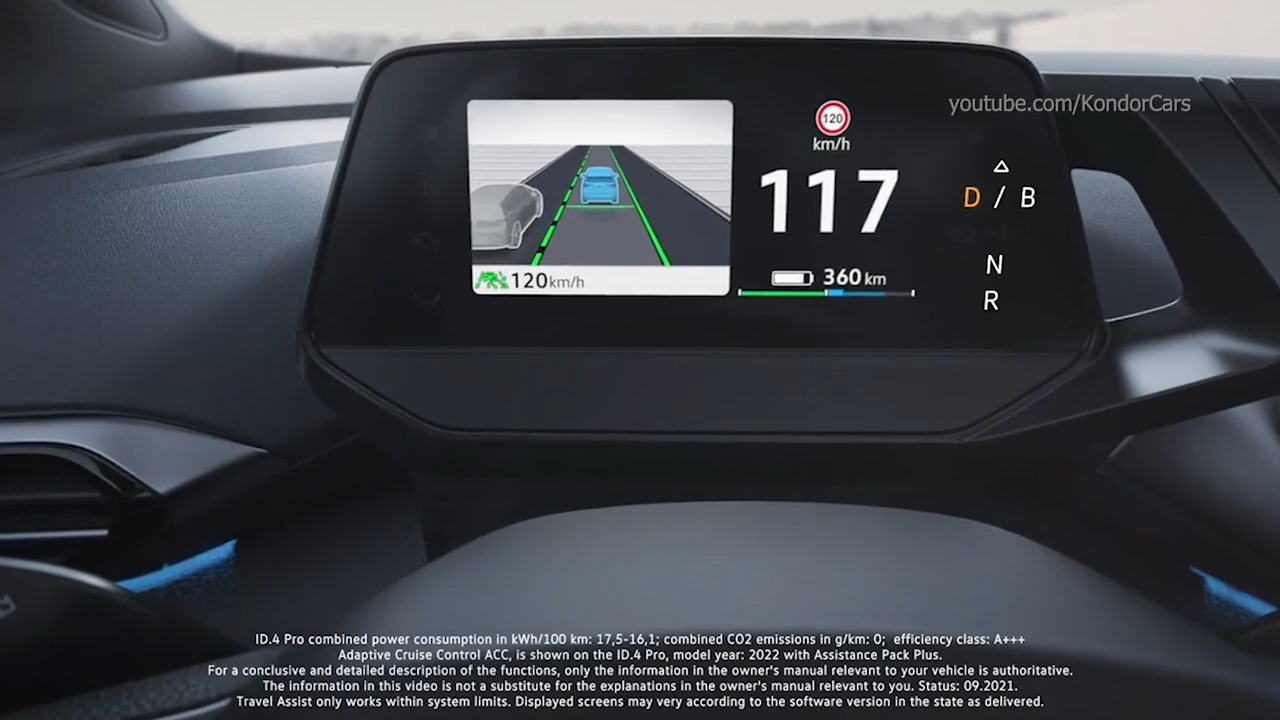 youtube.com/KondorCars
120
km/h
117
D / B
N
R
360 km
120 km/h
ID.4 Pro combined power consumption in kWh/100 km: 17,5-16,1; combined CO2 emissions in g/km: 0; efficiency class: A+++
Adaptive Cruise Control ACC, is shown on the ID.4 Pro, model year: 2022 with Assistance Pack Plus.
For a conclusive and detailed description of the functions, only the information in the owner's manual relevant to your vehicle is authoritative.
The information in this video is not a substitute for the explanations in the owner's manual relevant to you. Status: 09.2021.
Travel Assist only works within system limits. Displayed screens may very according to the software version in the state as delivered.